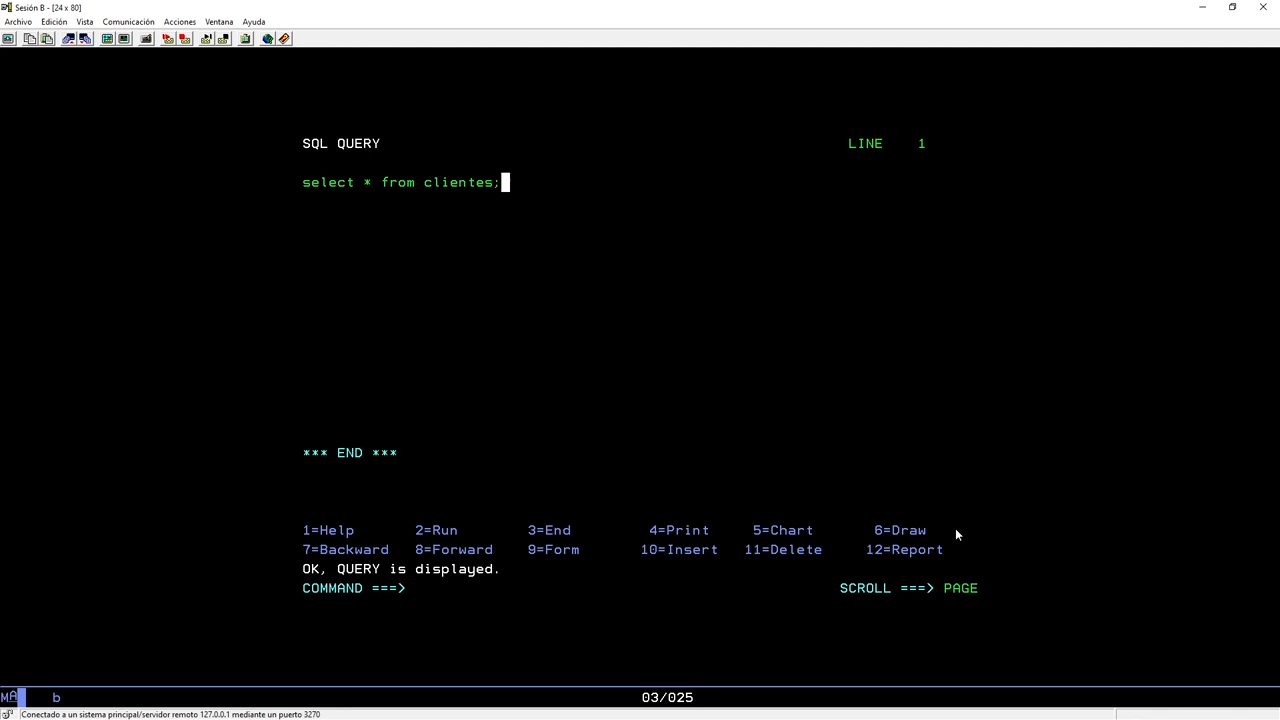 Sesión B - [24 x 80]
Archivo Edición Vista Comunicación Acciones Ventana Ayuda
SQL QUERY LINE 1
select * from clientes;
*** END ***
1=Help 2=Run 3=End 4=Print 5=Chart 6=Draw
7=Backward 8=Forward 9=Form 10=Insert 11=Delete 12=Report
OK, QUERY is displayed.
COMMAND ===> SCROLL ===> PAGE
MA b 03/025
Conectado a un sistema principal/servidor remoto 127.0.0.1 mediante un puerto 3270